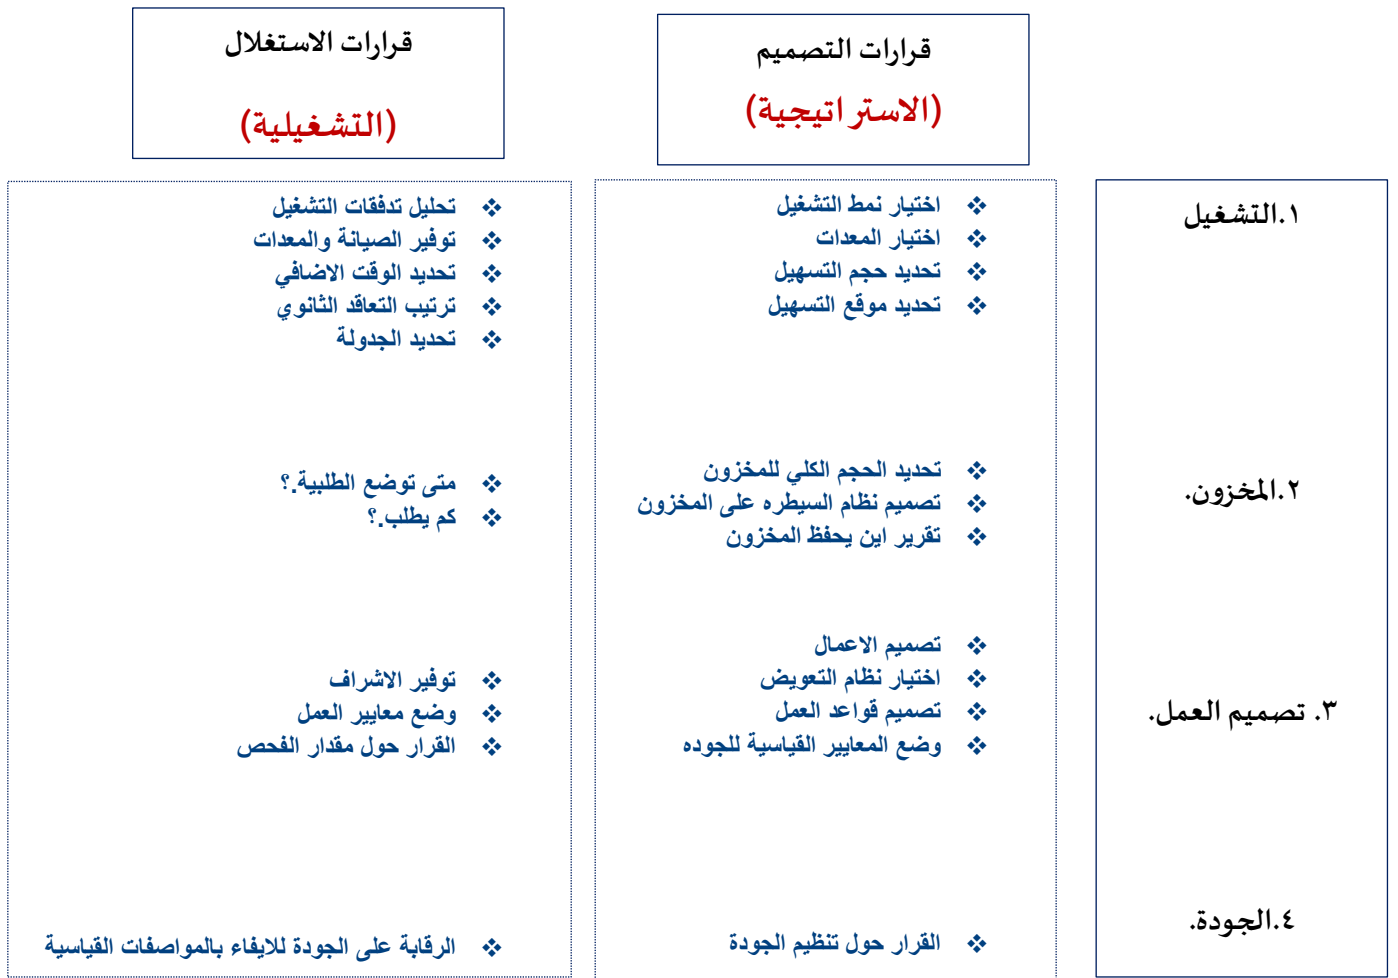 قرارات التصميم
(الاستراتيجية)
قرارات الاستغلال
(التشغيلية)
١.التشغيل
❖ اختيار نمط التشغيل
❖ اختيار المعدات
❖ تحديد حجم التسهيل
❖ تحديد موقع التسهيل
❖ تحليل تدفقات التشغيل
❖ توفير الصيانة والمعدات
❖ تحديد الوقت الاضافي
❖ ترتيب التعاقد الثانوي
❖ تحديد الجدولة
٢.المخزون.
❖ تحديد الحجم الكلي للمخزون
❖ تصميم نظام السيطره على المخزون
❖ تقرير اين يحفظ المخزون
❖ متى توضع الطلبية.؟
❖ كم يطلب.؟
٣. تصميم العمل.
❖ تصميم الاعمال
❖ اختيار نظام التعويض
❖ تصميم قواعد العمل
❖ وضع المعايير القياسية للجوده
❖ توفير الاشراف
❖ وضع معايير العمل
❖ القرار حول مقدار الفحص
٤.الجودة.
❖ القرار حول تنظيم الجودة
❖ الرقابة على الجودة للايفاء بالمواصفات القياسية